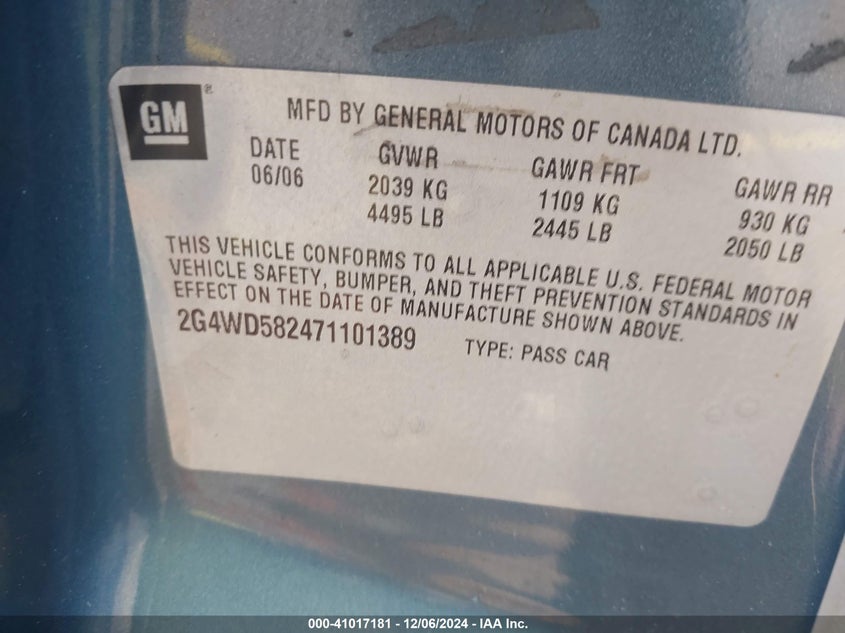 GM
MFD BY GENERAL MOTORS OF CANADA LTD.
DATE GVWR GAWR FRT GAWR RR
06/06 2039 KG 1109 KG 930 KG
4495 LB 2445 LB 2050 LB
THIS VEHICLE CONFORMS TO ALL APPLICABLE U.S. FEDERAL MOTOR
VEHICLE SAFETY, BUMPER, AND THEFT PREVENTION STANDARDS IN
EFFECT ON THE DATE OF MANUFACTURE SHOWN ABOVE.
2G4WD582471101389 TYPE: PASS CAR
000-41017181 - 12/06/2024 - IAA Inc.